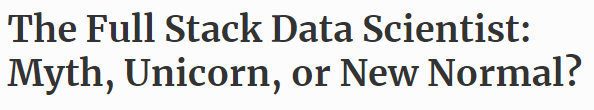 The Full Stack Data Scientist:
Myth, Unicorn, or New Normal?